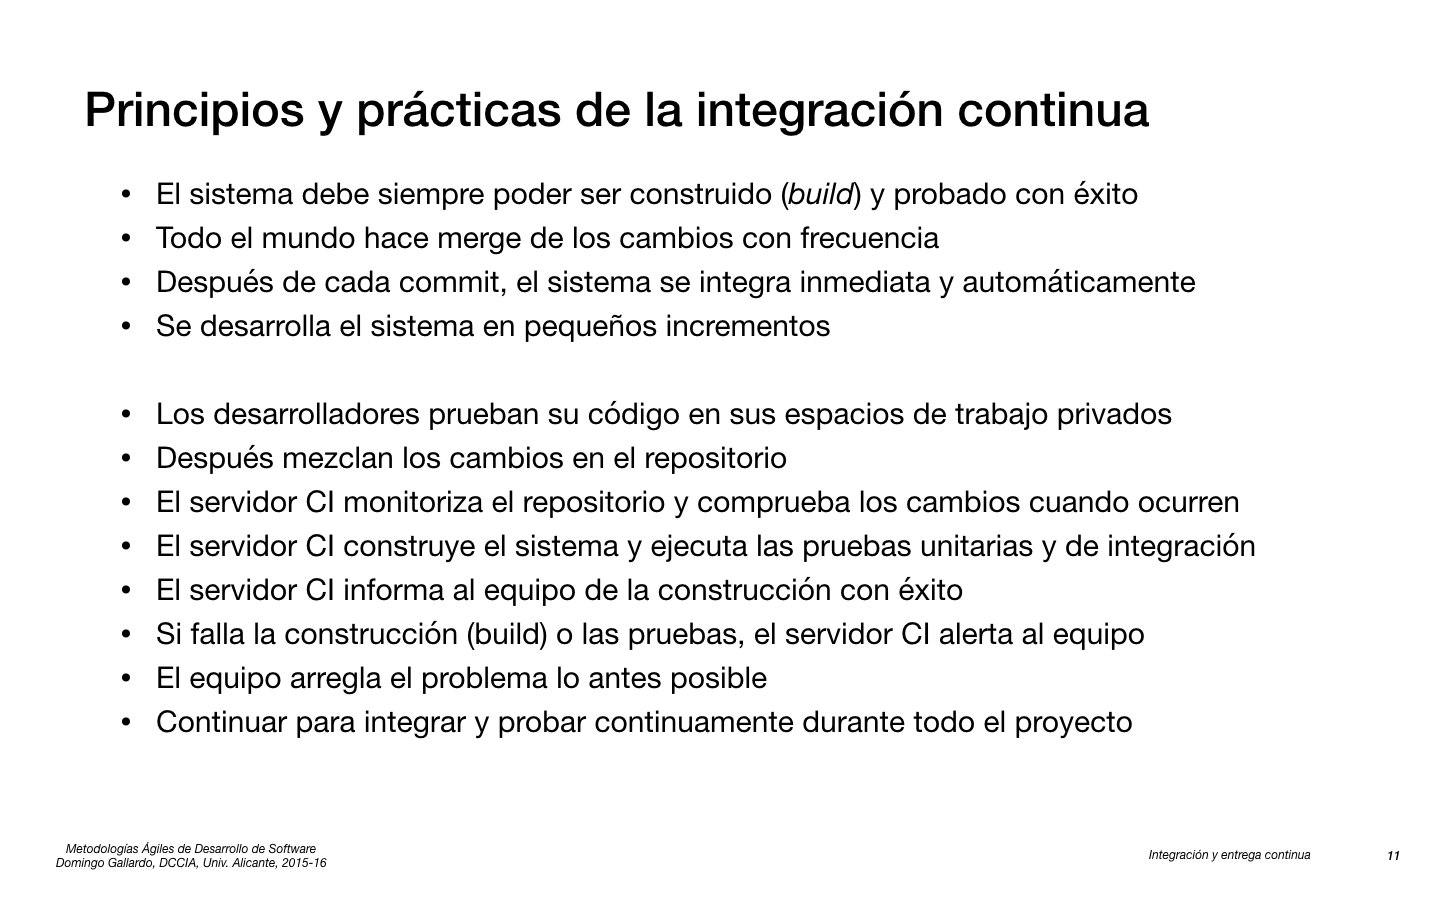 Principios y prácticas de la integración continua
• El sistema debe siempre poder ser construido (build) y probado con éxito
• Todo el mundo hace merge de los cambios con frecuencia
• Después de cada commit, el sistema se integra inmediata y automáticamente
• Se desarrolla el sistema en pequeños incrementos
• Los desarrolladores prueban su código en sus espacios de trabajo privados
• Después mezclan los cambios en el repositorio
• El servidor CI monitoriza el repositorio y comprueba los cambios cuando ocurren
• El servidor CI construye el sistema y ejecuta las pruebas unitarias y de integración
• El servidor CI informa al equipo de la construcción con éxito
• Si falla la construcción (build) o las pruebas, el servidor CI alerta al equipo
• El equipo arregla el problema lo antes posible
• Continuar para integrar y probar continuamente durante todo el proyecto
Metodologías Ágiles de Desarrollo de Software
Domingo Gallardo, DCCIA, Univ. Alicante, 2015-16
Integración y entrega continua
11